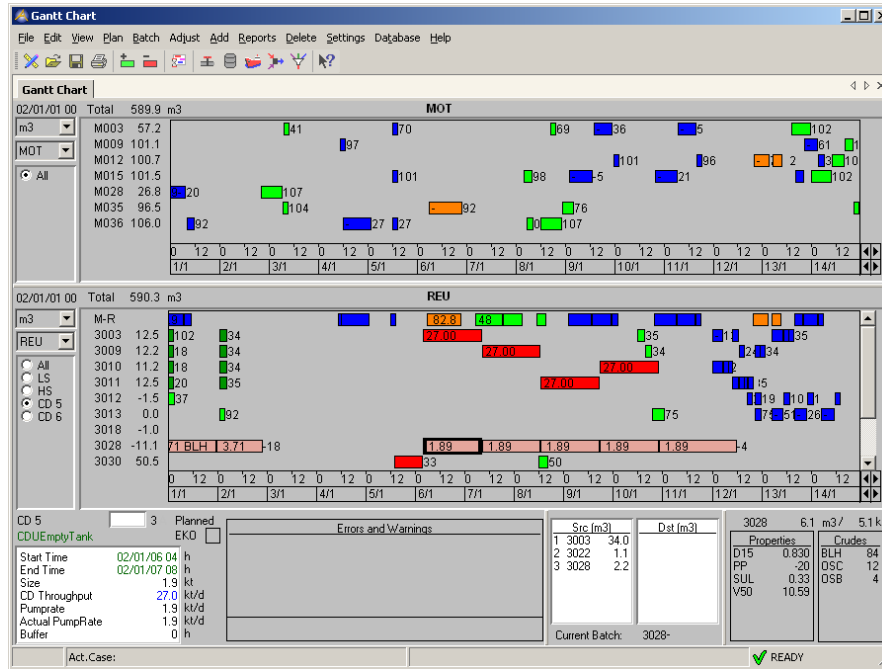 Gantt Chart
File Edit View Plan Batch Adjust Add Reports Delete Settings Database Help
Gantt Chart
02/01/01 00 Total 589.9 m3 MOT
m3
MOT
All
M003 57.2 41 70 69 36 -5 102
M009 101.1 97 61 1
M012 100.7 101 96 - 2 3 10
M015 101.5 101 98 -5 21 102
M028 26.8 9 20 107
M035 96.5 104 - 92 76
M036 106.0 92 - 27 27 0 107
0 12 0 12 0 12 0 12 0 12 0 12 0 12 0 12 0 12 0 12 0 12 0 12 0 12 0
1/1 2/1 3/1 4/1 5/1 6/1 7/1 8/1 9/1 10/1 11/1 12/1 13/1 14/1
02/01/01 00 Total 590.3 m3 REU
m3
REU
All
LS
HS
CD 5
CD 6
M-R 9 82.8 48
3003 12.5 102 34 27.00 35 -1 35
3009 12.2 18 34 27.00 34 24 34
3010 11.2 18 34 27.00 2
3011 12.5 20 35 27.00 5
3012 -1.5 37 19 10 1
3013 0.0 92 75 75 51 26
3018 -1.0
3028 -11.1 71 BLH 3.71 -18 1.89 1.89 1.89 1.89 1.89 -4
3030 50.5 33 50
0 12 0 12 0 12 0 12 0 12 0 12 0 12 0 12 0 12 0 12 0 12 0 12 0 12 0 12
1/1 2/1 3/1 4/1 5/1 6/1 7/1 8/1 9/1 10/1 11/1 12/1 13/1 14/1
CD 5 3 Planned
CDUEmptyTank EKO
Start Time 02/01/06 04 h
End Time 02/01/07 08 h
Size 1.9 kt
CD Throughput 27.0 kt/d
Pumprate 1.9 kt/d
Actual PumpRate 1.9 kt/d
Buffer 0 h
Errors and Warnings
Src (m3) Dst (m3)
1 3003 34.0
2 3022 1.1
3 3028 2.2
Current Batch: 3028-
3028 6.1 m3/ 5.1 k
Properties Crudes
D15 0.830 BLH 84
PP -20 OSC 12
SUL 0.33 OSB 4
V50 10.59
Act.Case: READY